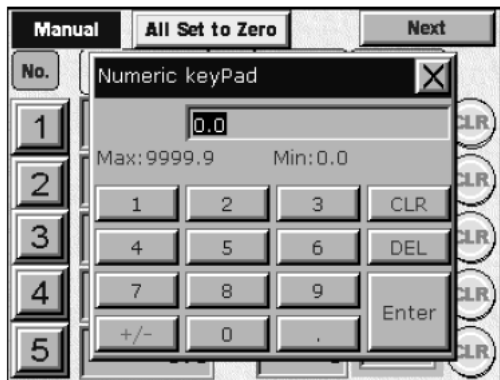 Manual All Set to Zero Next
No.
Numeric keyPad X
0.0
Max:9999.9 Min:0.0
1 CLR
1 2 3 CLR
2 CLR
4 5 6 DEL
3 CLR
7 8 9
4 Enter CLR
+/- 0 .
5 CLR